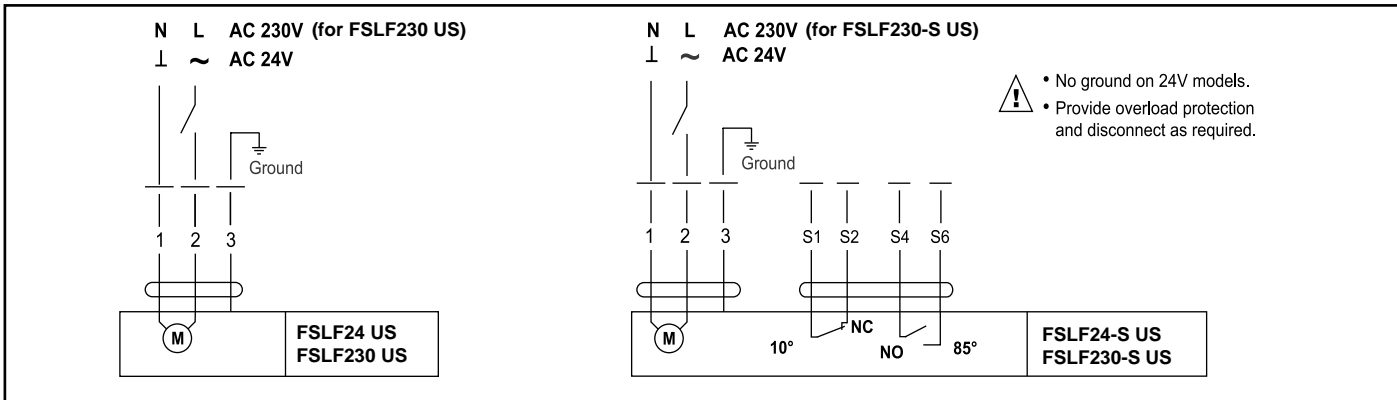 N L AC 230V (for FSLF230 US)
⊥ ~ AC 24V
Ground
1 2 3
M
FSLF24 US
FSLF230 US
N L AC 230V (for FSLF230-S US)
⊥ ~ AC 24V
Ground
1 2 3 S1 S2 S4 S6
M
10° NC NO 85°
FSLF24-S US
FSLF230-S US
! • No ground on 24V models.
• Provide overload protection
and disconnect as required.